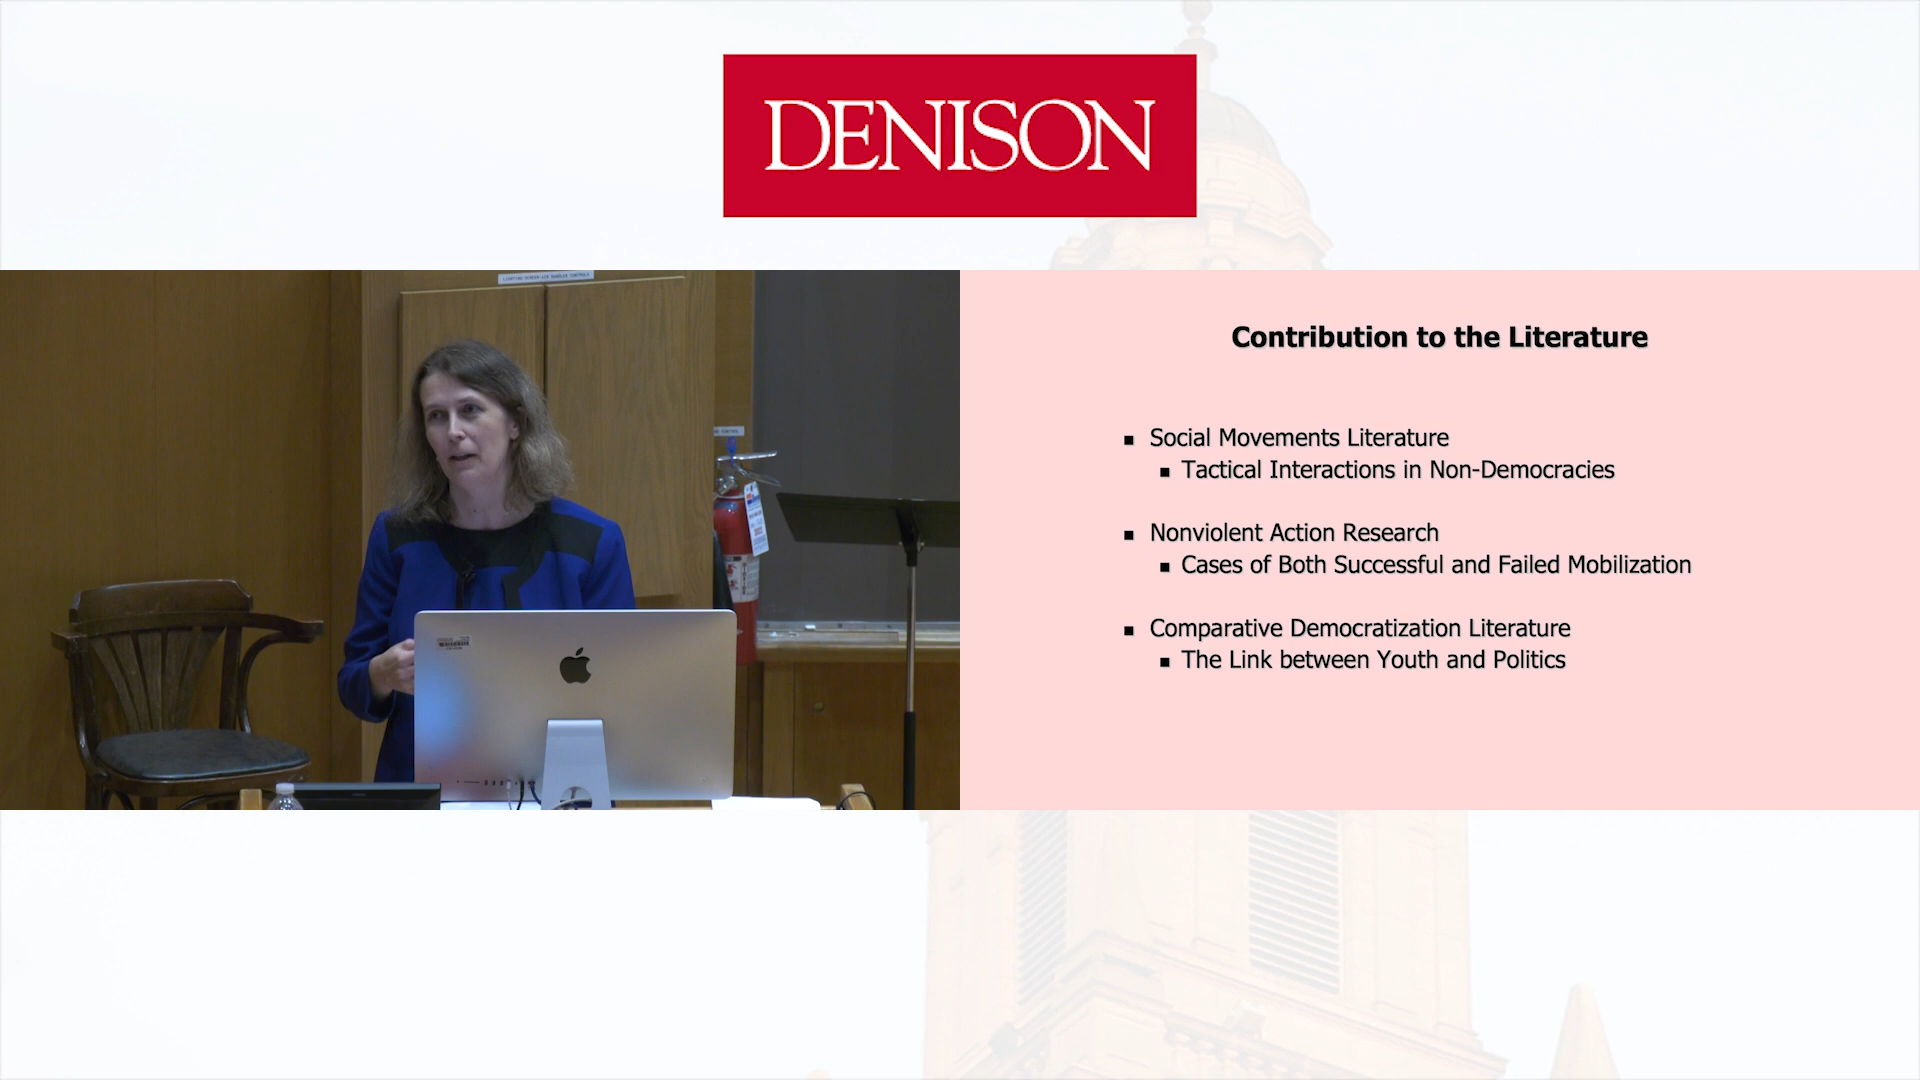 DENISON
Contribution to the Literature
Social Movements Literature
Tactical Interactions in Non-Democracies
Nonviolent Action Research
Cases of Both Successful and Failed Mobilization
Comparative Democratization Literature
The Link between Youth and Politics